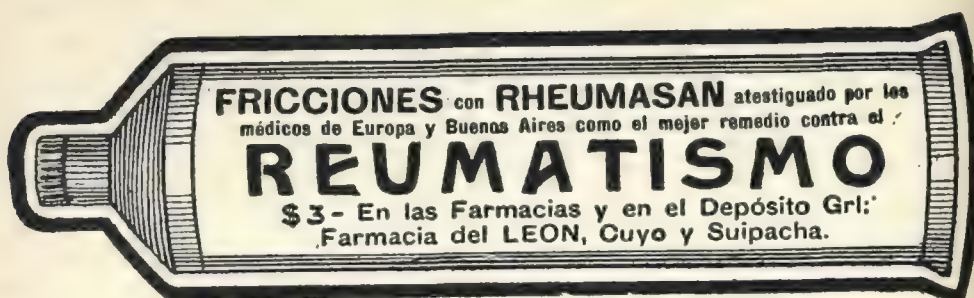 FRICCIONES con RHEUMASAN atestiguado por los
médicos de Europa y Buenos Aires como el mejor remedio contra el
REUMATISMO
$ 3 - En las Farmacias y en el Depósito Grl:
Farmacia del LEON, Cuyo y Suipacha.